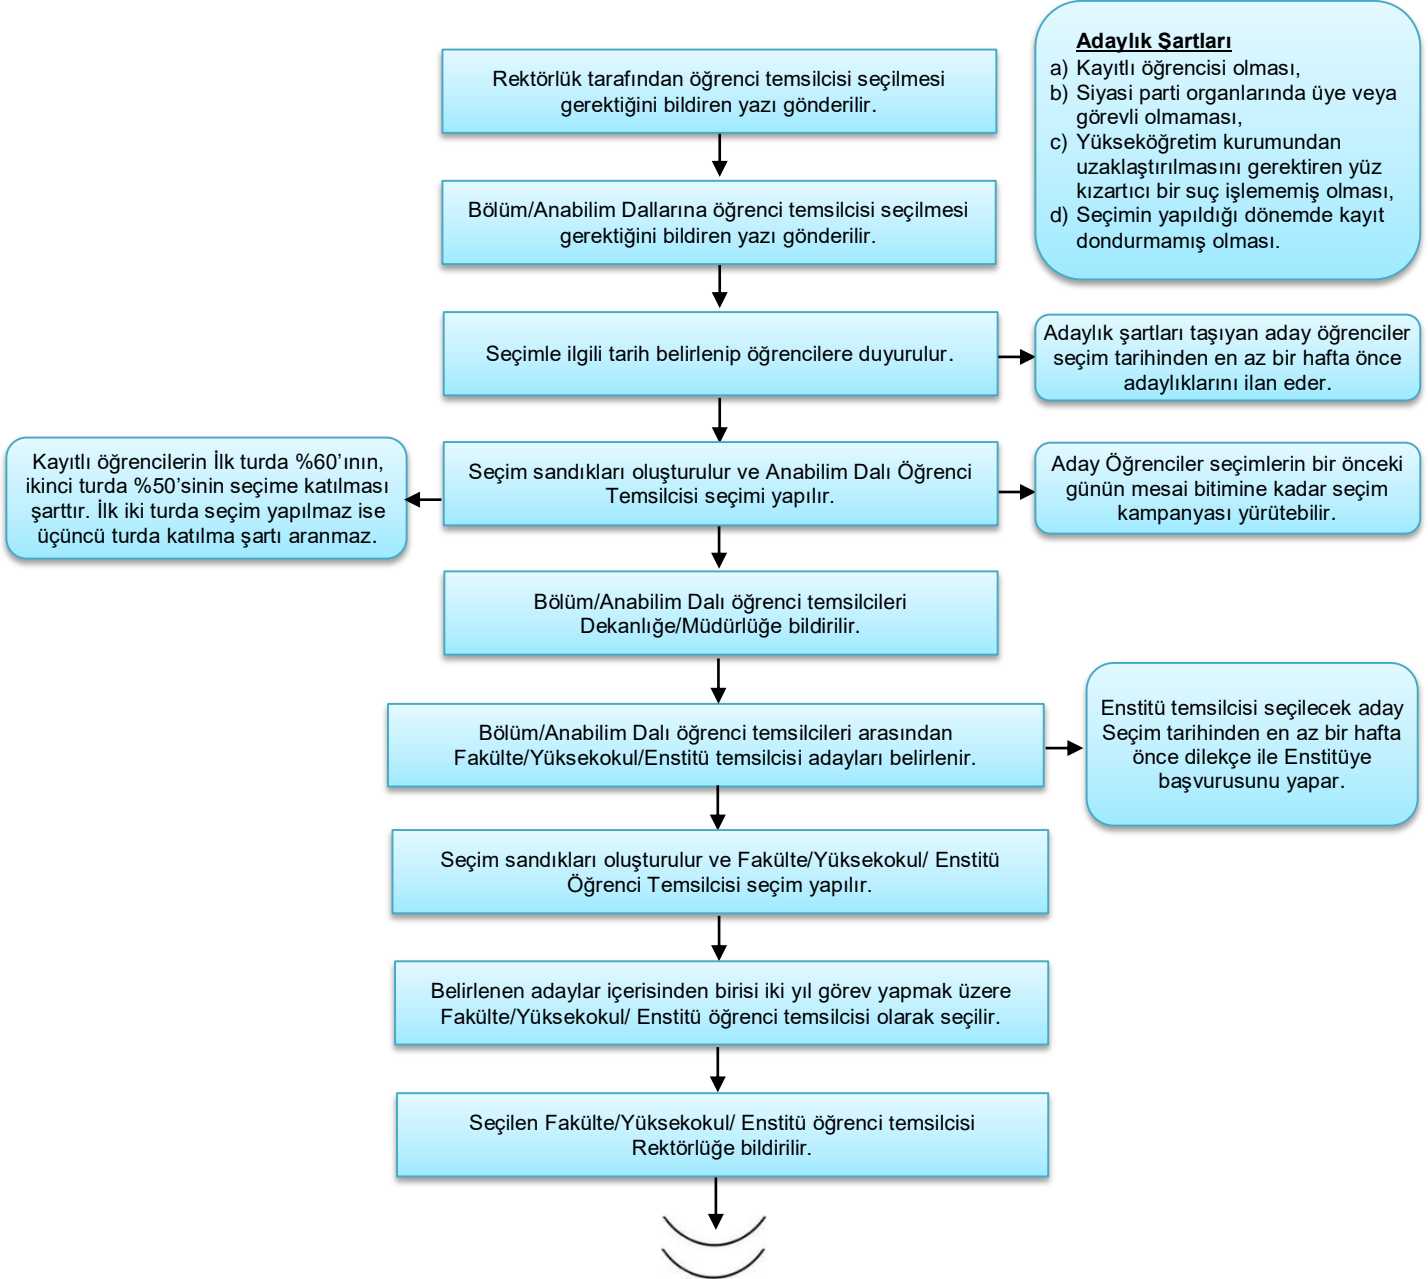 Adaylık Şartları
a) Kayıtlı öğrencisi olması,
b) Siyasi parti organlarında üye veya
görevli olmaması,
c) Yükseköğretim kurumundan
uzaklaştırılmasını gerektiren yüz
kızartıcı bir suç işlememiş olması,
d) Seçimin yapıldığı dönemde kayıt
dondurmamış olması.
Rektörlük tarafından öğrenci temsilcisi seçilmesi
gerektiğini bildiren yazı gönderilir.
Bölüm/Anabilim Dallarına öğrenci temsilcisi seçilmesi
gerektiğini bildiren yazı gönderilir.
Seçimle ilgili tarih belirlenip öğrencilere duyurulur.
Adaylık şartları taşıyan aday öğrenciler
seçim tarihinden en az bir hafta önce
adaylıklarını ilan eder.
Kayıtlı öğrencilerin İlk turda %60’ının,
ikinci turda %50’sinin seçime katılması
şarttır. İlk iki turda seçim yapılmaz ise
üçüncü turda katılma şartı aranmaz.
Seçim sandıkları oluşturulur ve Anabilim Dalı Öğrenci
Temsilcisi seçimi yapılır.
Aday Öğrenciler seçimlerin bir önceki
günün mesai bitimine kadar seçim
kampanyası yürütebilir.
Bölüm/Anabilim Dalı öğrenci temsilcileri
Dekanlığe/Müdürlüğe bildirilir.
Bölüm/Anabilim Dalı öğrenci temsilcileri arasından
Fakülte/Yüksekokul/Enstitü temsilcisi adayları belirlenir.
Enstitü temsilcisi seçilecek aday
Seçim tarihinden en az bir hafta
önce dilekçe ile Enstitüye
başvurusunu yapar.
Seçim sandıkları oluşturulur ve Fakülte/Yüksekokul/ Enstitü
Öğrenci Temsilcisi seçim yapılır.
Belirlenen adaylar içerisinden birisi iki yıl görev yapmak üzere
Fakülte/Yüksekokul/ Enstitü öğrenci temsilcisi olarak seçilir.
Seçilen Fakülte/Yüksekokul/ Enstitü öğrenci temsilcisi
Rektörlüğe bildirilir.